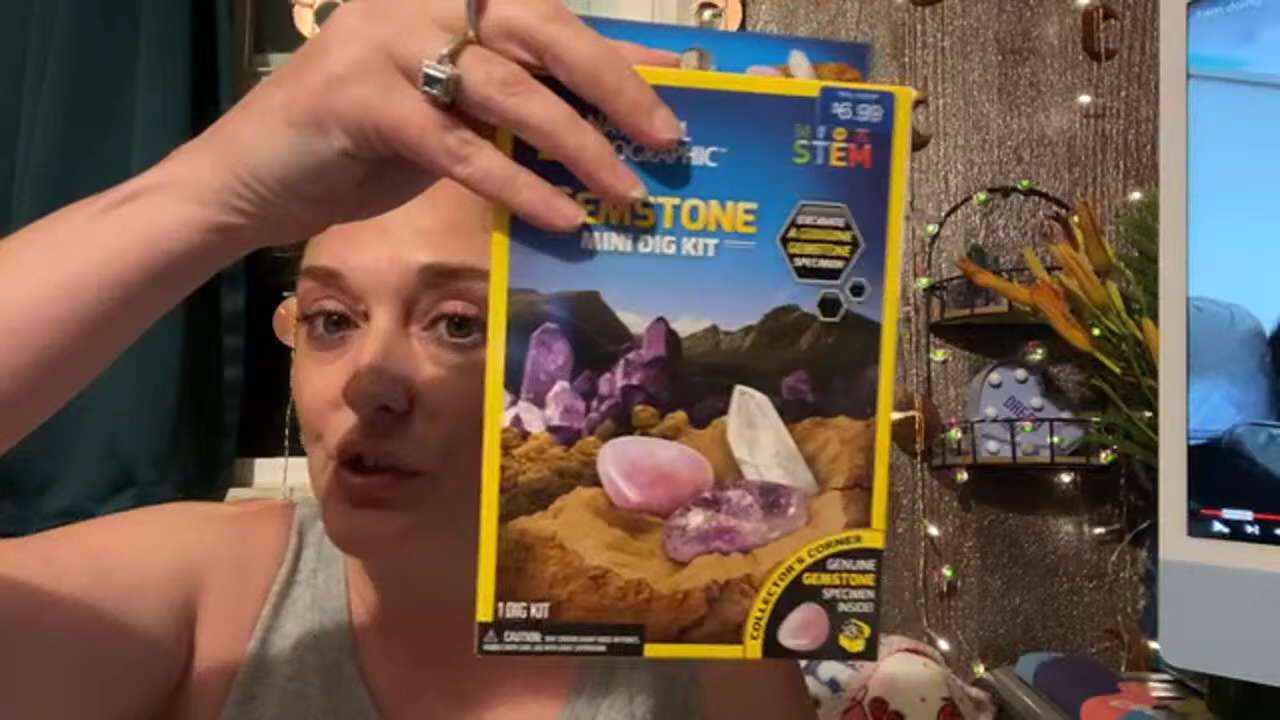 $6.99
STEM
GEMSTONE
MINI DIG KIT
EXCAVATE
A GENUINE
GEMSTONE
SPECIMEN
1 DIG KIT
CAUTION:
COLLECTOR'S CORNER
GENUINE
GEMSTONE
SPECIMEN
INSIDE!